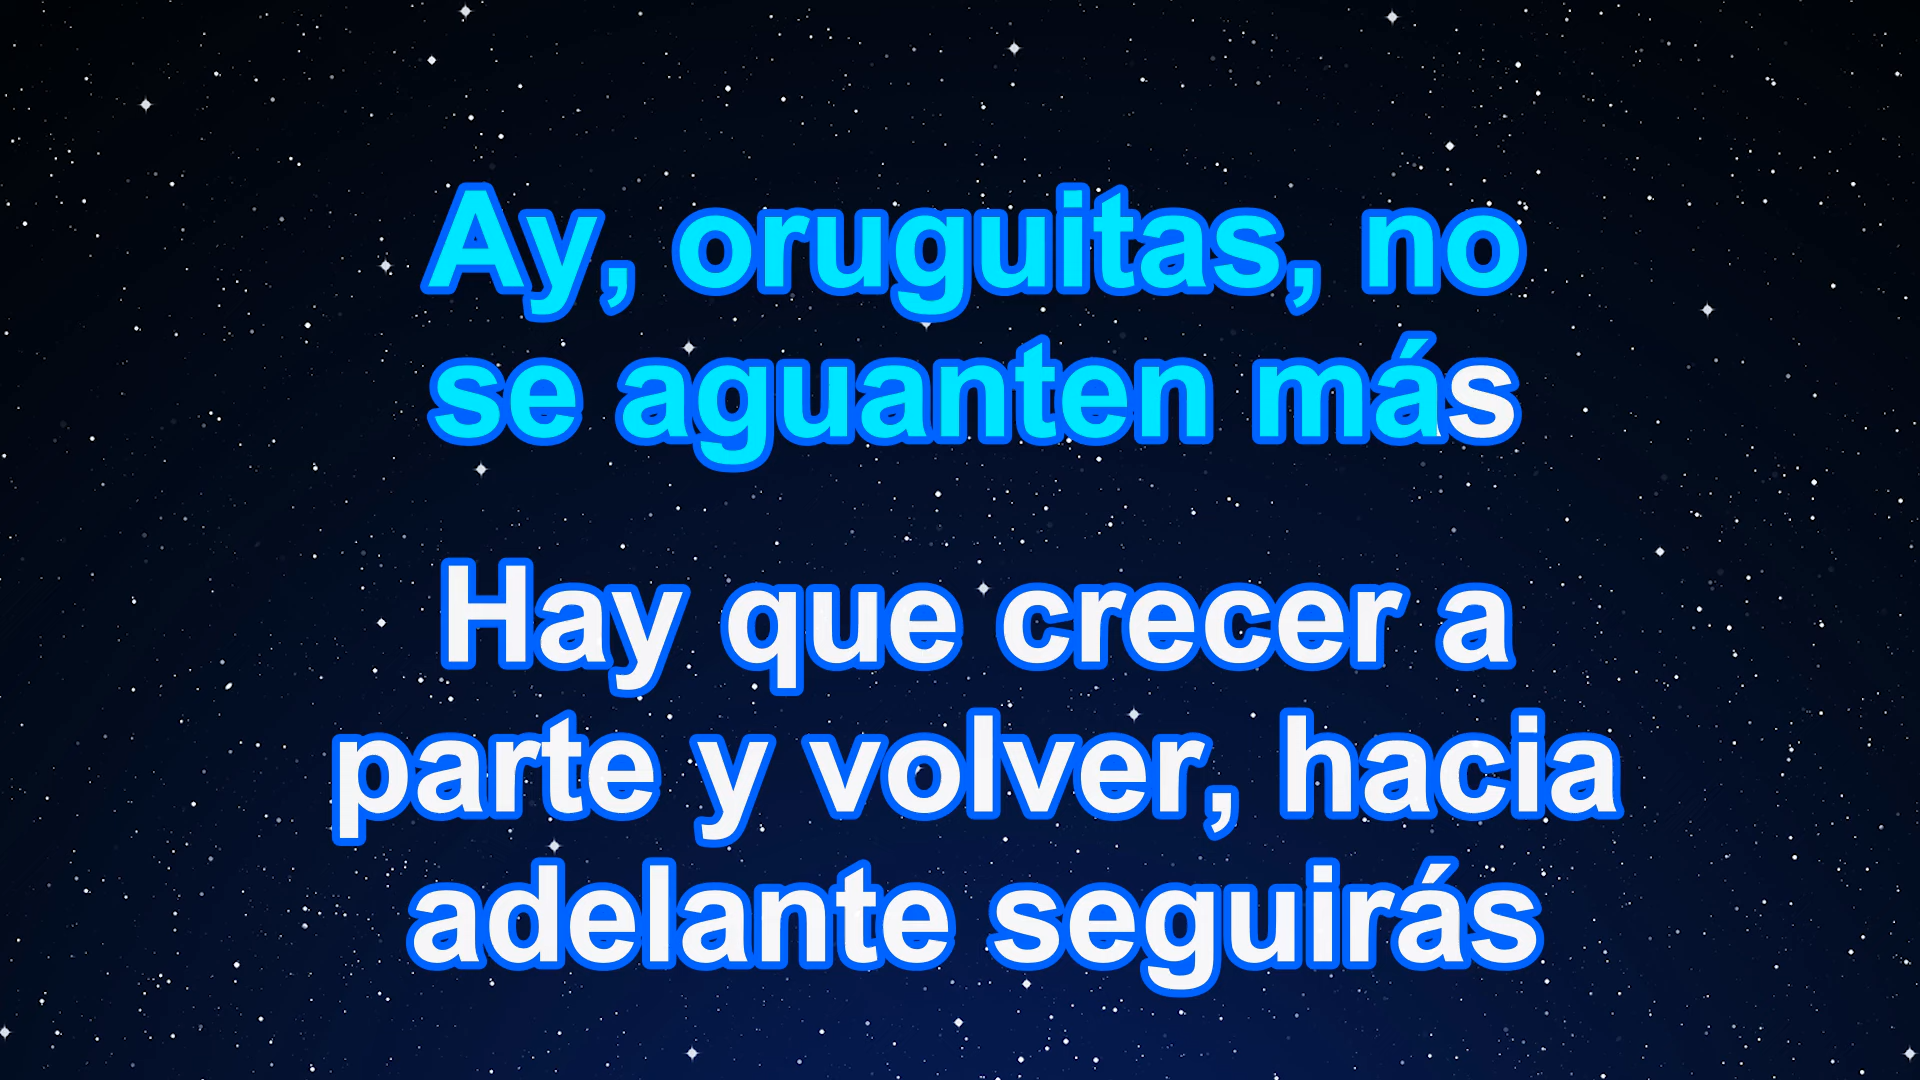 Ay, oruguitas, no
se aguanten más
Hay que crecer a
parte y volver, hacia
adelante seguirás